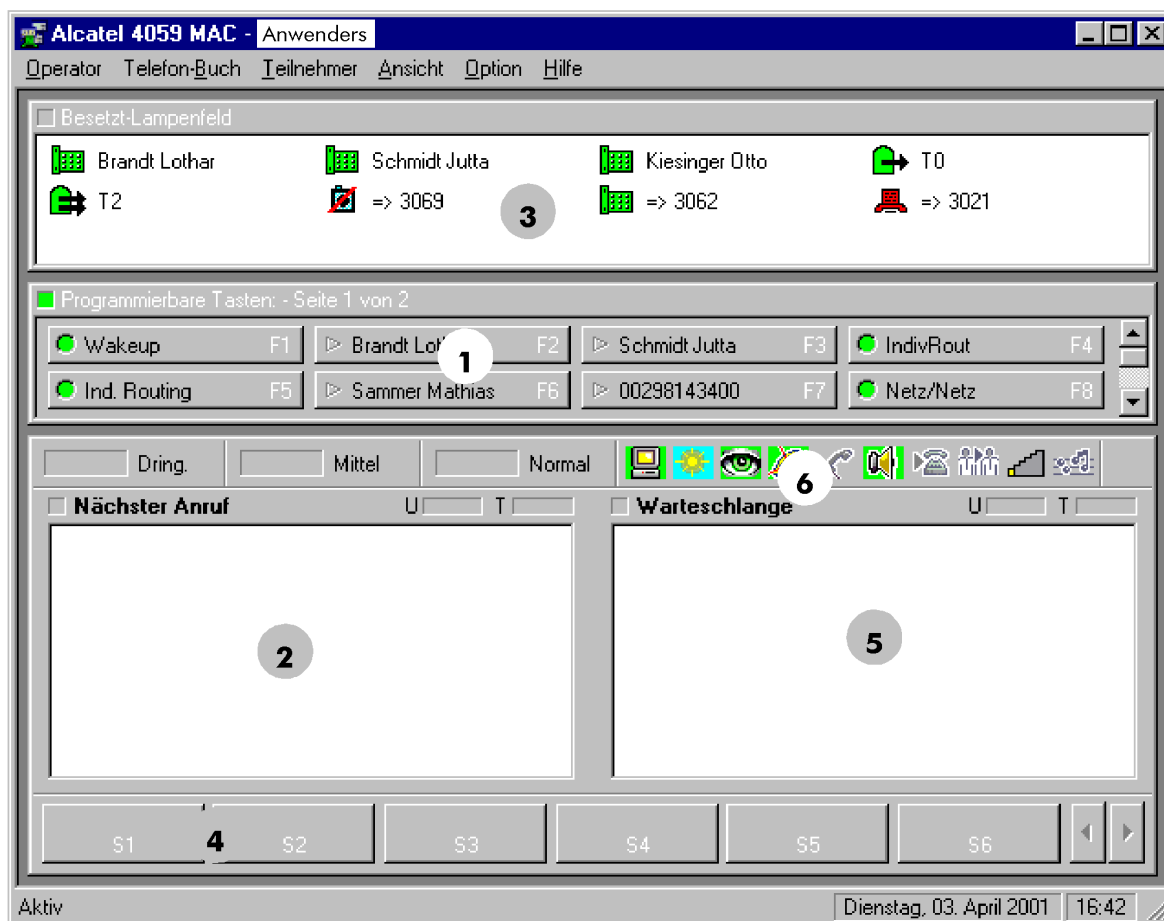 Alcatel 4059 MAC - Anwenders
Operator Telefon-Buch Teilnehmer Ansicht Option Hilfe
Besetzt-Lampenfeld
Brandt Lothar Schmidt Jutta Kiesinger Otto T0
T2 => 3069 => 3062 => 3021
3
Programmierbare Tasten: - Seite 1 von 2
Wakeup F1 Brandt F2 Schmidt Jutta F3 IndivRout F4
1
Ind. Routing F5 Sammer Mathias F6 00298143400 F7 Netz/Netz F8
Dring. Mittel Normal
6
Nächster Anruf U T Warteschlange U T
2 5
S1 4 S2 S3 S4 S5 S6
Aktiv Dienstag, 03. April 2001 16:42